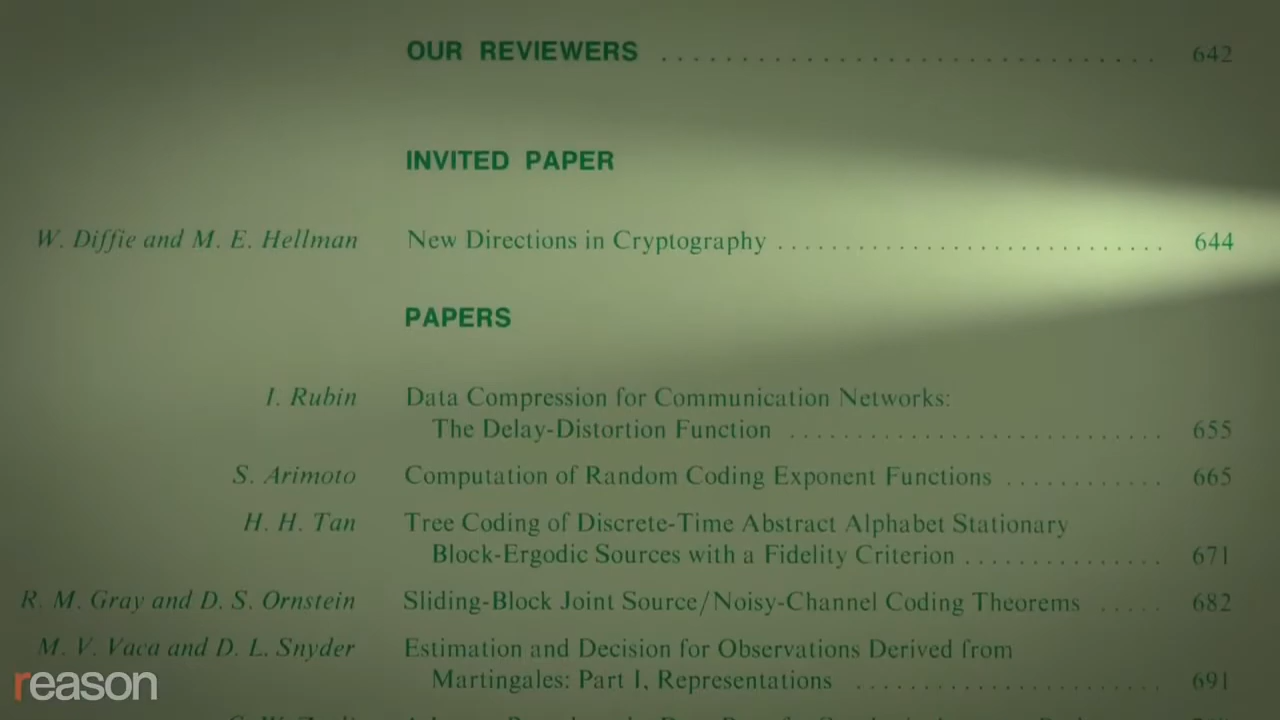 OUR REVIEWERS . . . . . . . . . . . . . . . . . . . . . . . . . . . . . . 642
INVITED PAPER
W. Diffie and M. E. Hellman New Directions in Cryptography . . . . . . . . . . . . . . . . . . . . . . . . . . . . 644
PAPERS
I. Rubin Data Compression for Communication Networks:
The Delay-Distortion Function . . . . . . . . . . . . . . . . . . . . . . . . . . . 655
S. Arimoto Computation of Random Coding Exponent Functions . . . . . . . . . . . 665
H. H. Tan Tree Coding of Discrete-Time Abstract Alphabet Stationary
Block-Ergodic Sources with a Fidelity Criterion . . . . . . . . . . . . . . 671
R. M. Gray and D. S. Ornstein Sliding-Block Joint Source/Noisy-Channel Coding Theorems . . . . . 682
M. V. Vaca and D. L. Snyder Estimation and Decision for Observations Derived from
Martingales: Part I, Representations . . . . . . . . . . . . . . . . . . . . . . 691
reason